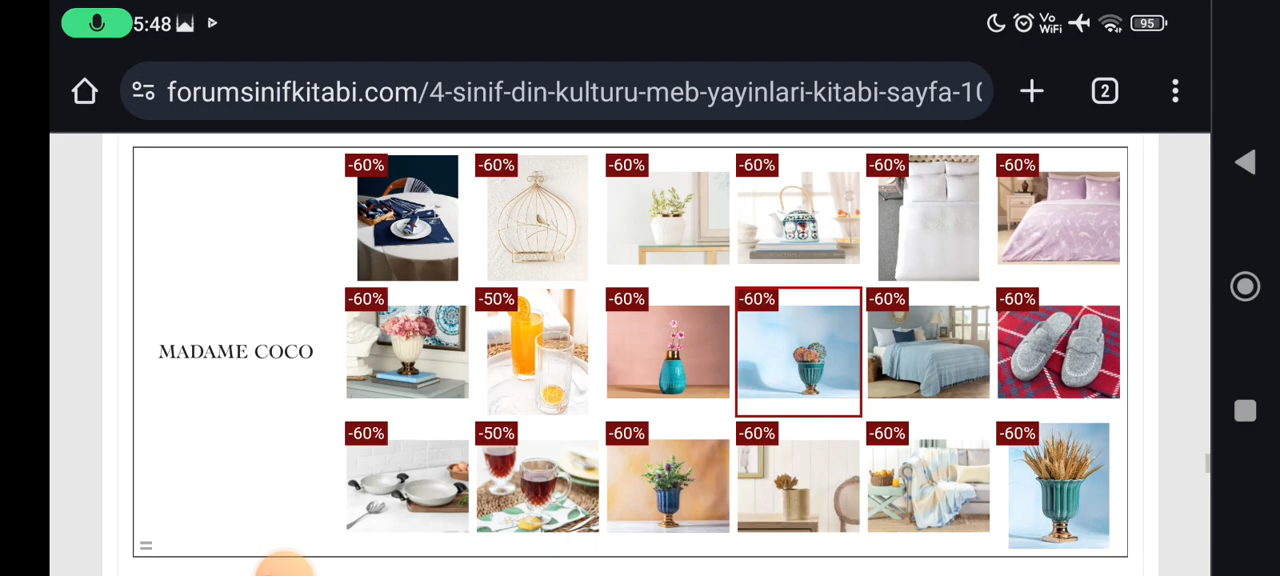 5:48
Vo
WiFi
95
forumsinifkitabi.com/4-sinif-din-kulturu-meb-yayinlari-kitabi-sayfa-10
2
-60% -60% -60% -60% -60% -60%
-60% -50% -60% -60% -60% -60%
MADAME COCO
-60% -50% -60% -60% -60% -60%